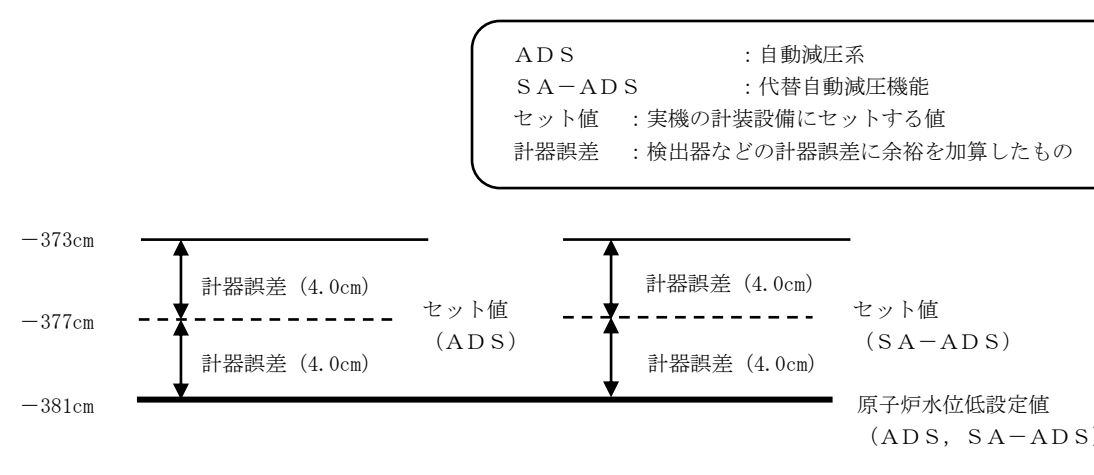 ＡＤＳ　：自動減圧系
ＳＡ－ＡＤＳ　：代替自動減圧機能
セット値　：実機の計装設備にセットする値
計器誤差　：検出器などの計器誤差に余裕を加算したもの
－373cm
計器誤差（4.0cm）
計器誤差（4.0cm）
セット値
（ＡＤＳ）
セット値
（ＳＡ－ＡＤＳ）
－377cm
計器誤差（4.0cm）
計器誤差（4.0cm）
－381cm
原子炉水位低設定値
（ＡＤＳ，ＳＡ－ＡＤＳ）